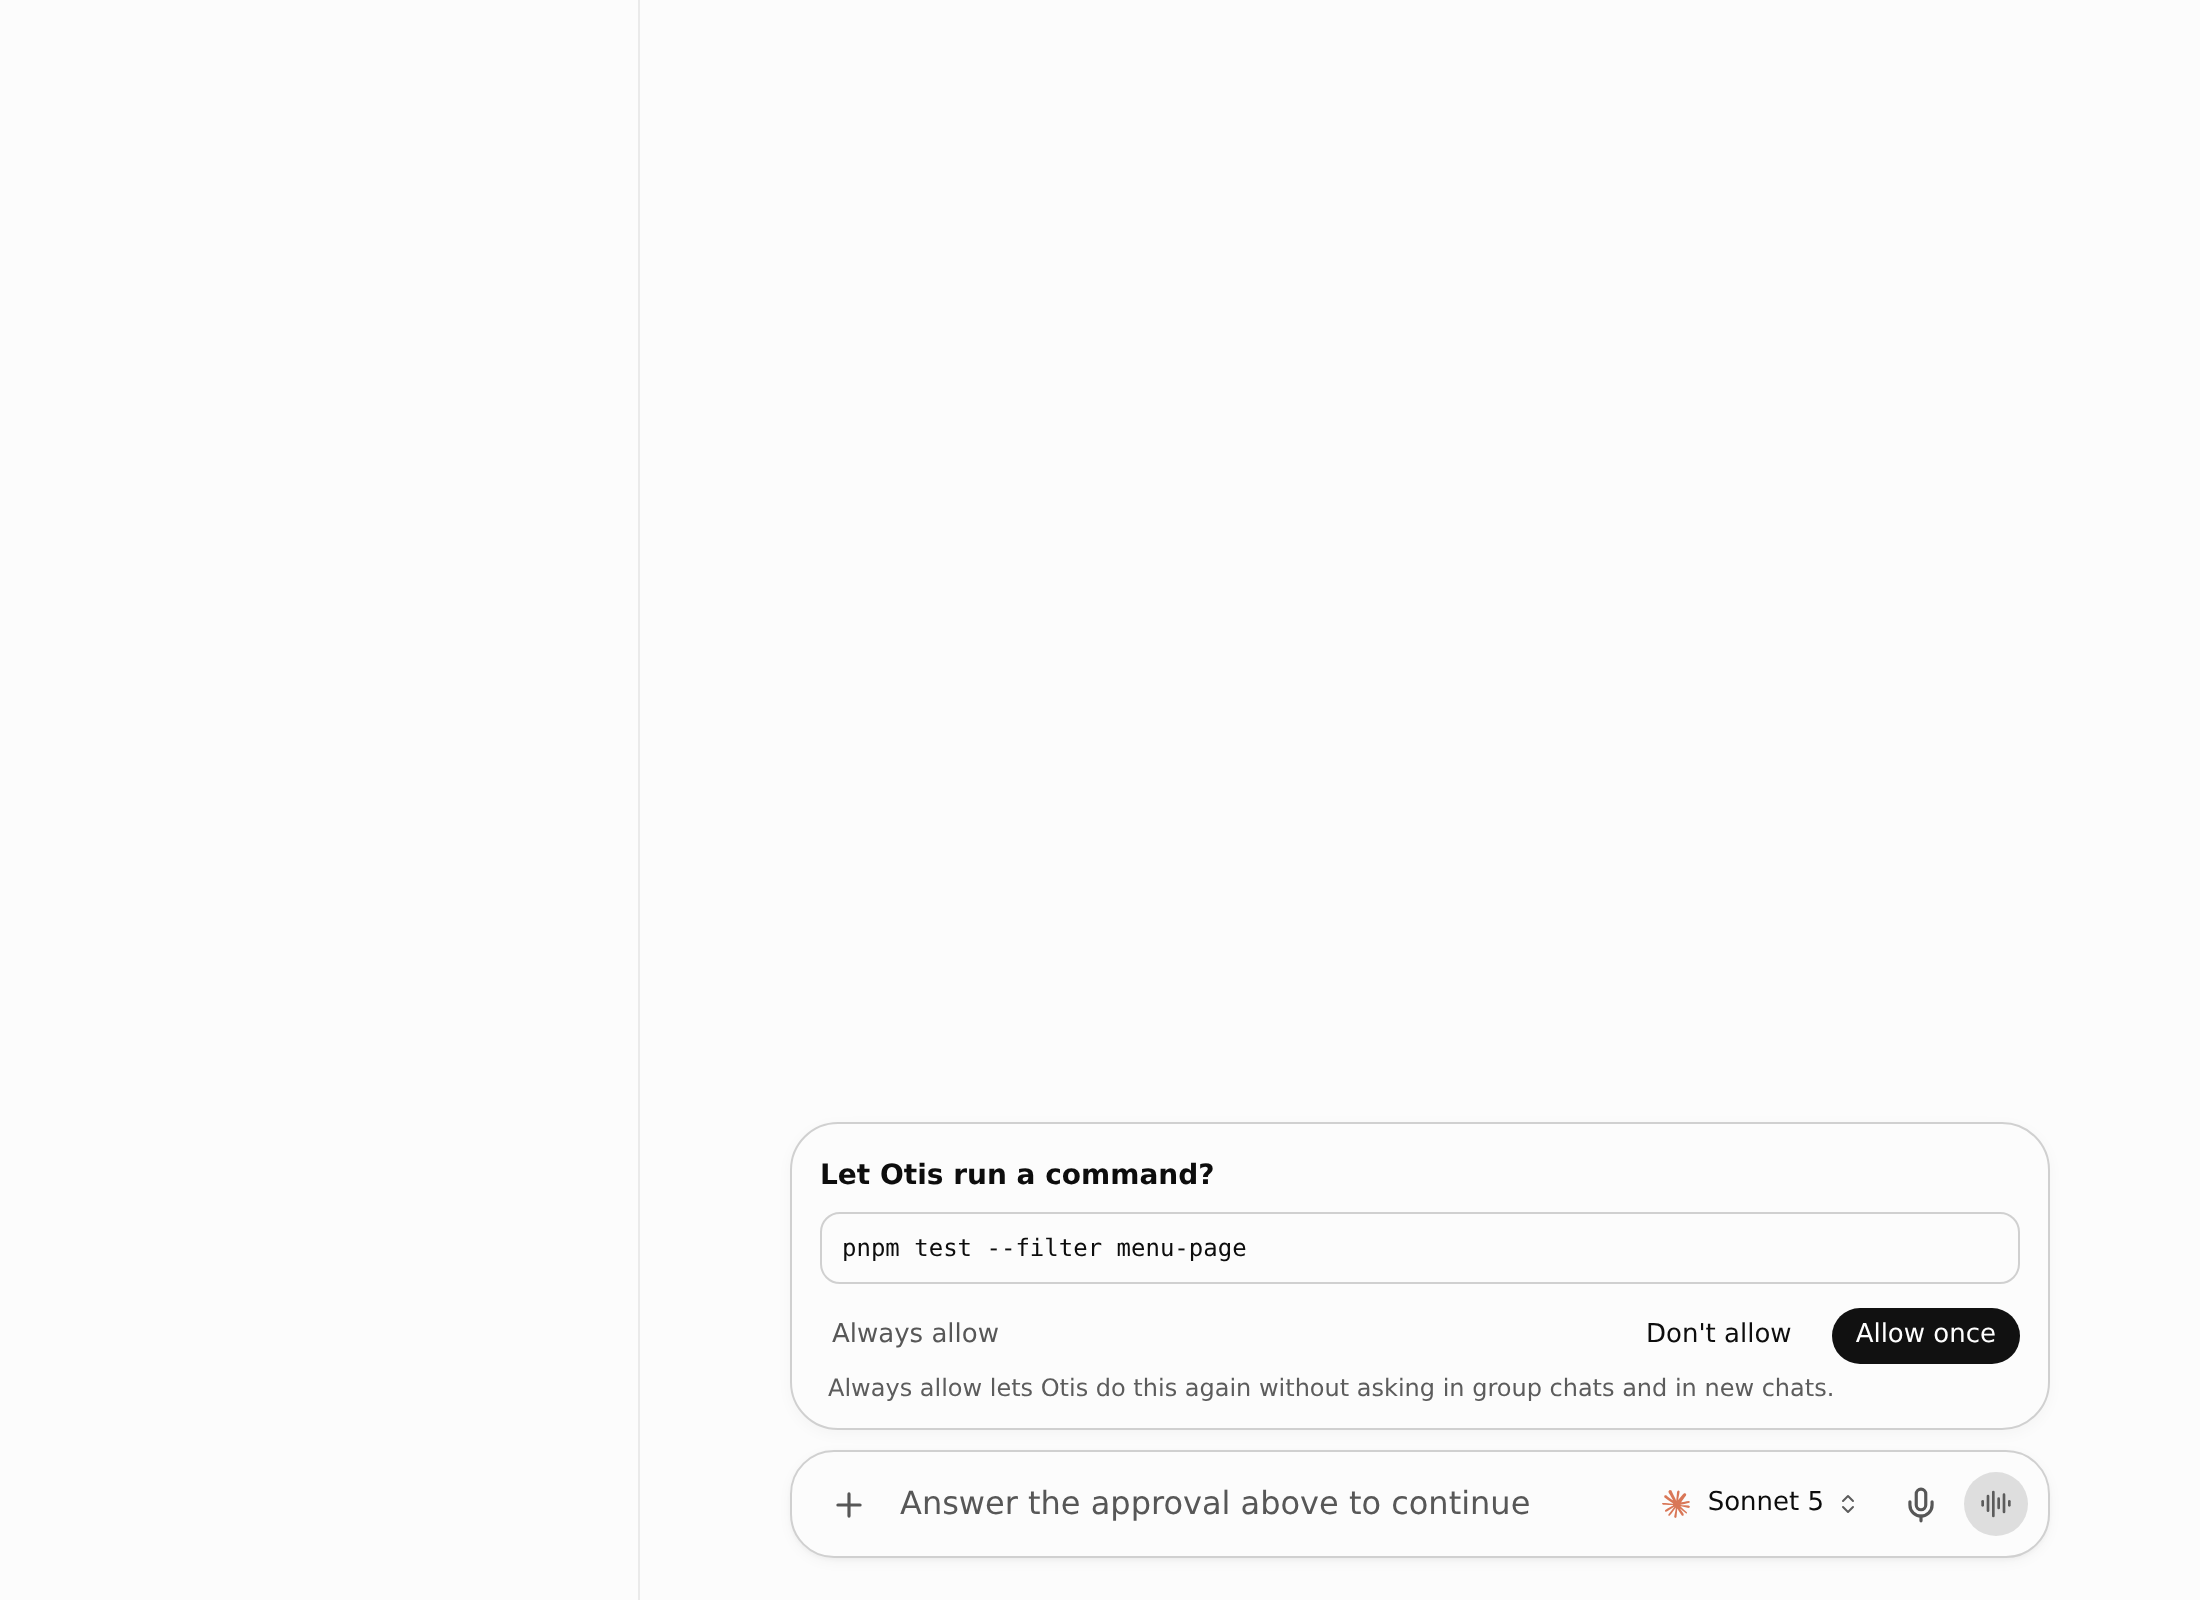 Let Otis run a command?
pnpm test --filter menu-page
Always allow
Don't allow
Allow once
Always allow lets Otis do this again without asking in group chats and in new chats.
Answer the approval above to continue
Sonnet 5